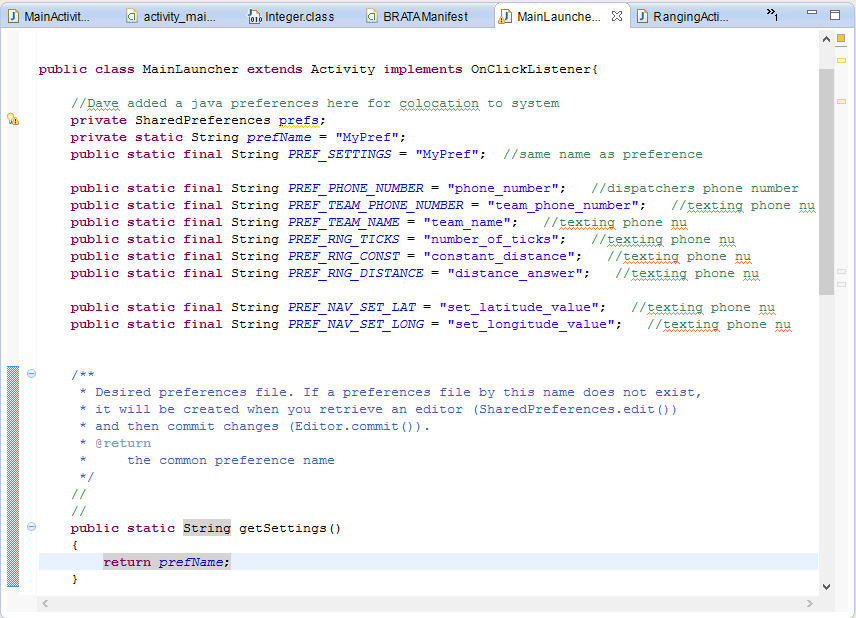 MainActivit... activity_mai... Integer.class BRATAManifest MainLaunche... RangingActi... »1
public class MainLauncher extends Activity implements OnClickListener{
//Dave added a java preferences here for colocation to system
private SharedPreferences prefs;
private static String prefName = "MyPref";
public static final String PREF_SETTINGS = "MyPref";  //same name as preference
public static final String PREF_PHONE_NUMBER = "phone_number";   //dispatchers phone number
public static final String PREF_TEAM_PHONE_NUMBER = "team_phone_number";   //texting phone nu
public static final String PREF_TEAM_NAME = "team_name";   //texting phone nu
public static final String PREF_RNG_TICKS = "number_of_ticks";   //texting phone nu
public static final String PREF_RNG_CONST = "constant_distance";   //texting phone nu
public static final String PREF_RNG_DISTANCE = "distance_answer";   //texting phone nu
public static final String PREF_NAV_SET_LAT = "set_latitude_value";   //texting phone nu
public static final String PREF_NAV_SET_LONG = "set_longitude_value";   //texting phone nu
/**
* Desired preferences file. If a preferences file by this name does not exist,
* it will be created when you retrieve an editor (SharedPreferences.edit())
* and then commit changes (Editor.commit()).
* @return
*     the common preference name
*/
//
//
public static String getSettings()
{
return prefName;
}